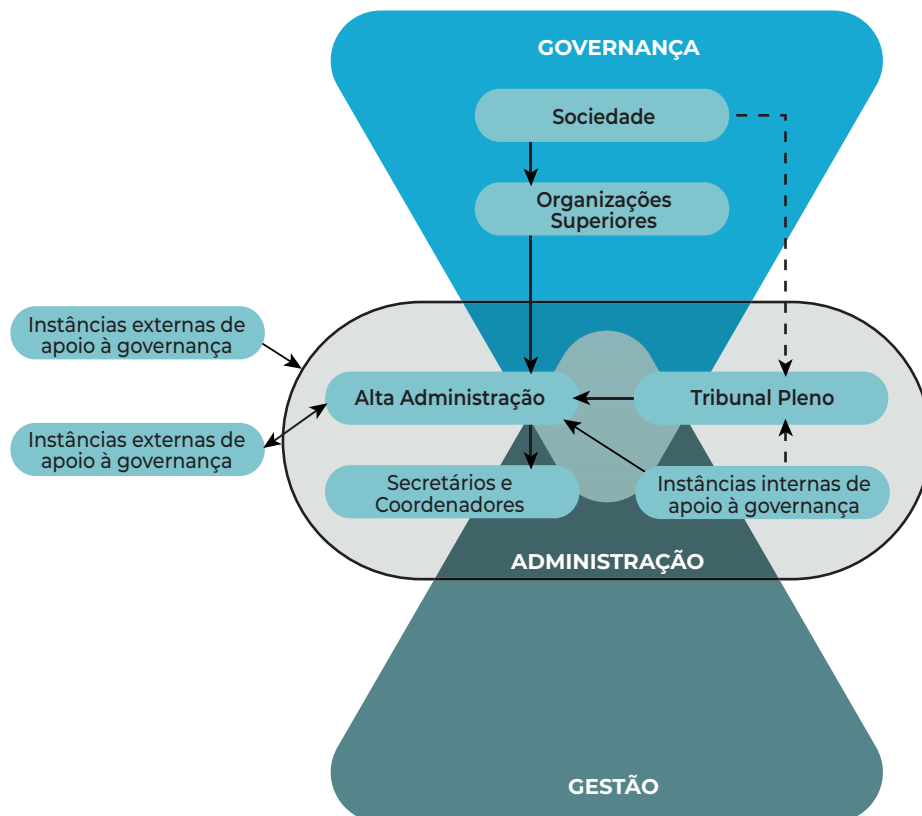 GOVERNANÇA
Sociedade
Organizações
Superiores
Instâncias externas de
apoio à governança
Alta Administração
Tribunal Pleno
Instâncias externas de
apoio à governança
Secretários e
Coordenadores
Instâncias internas de
apoio à governança
ADMINISTRAÇÃO
GESTÃO